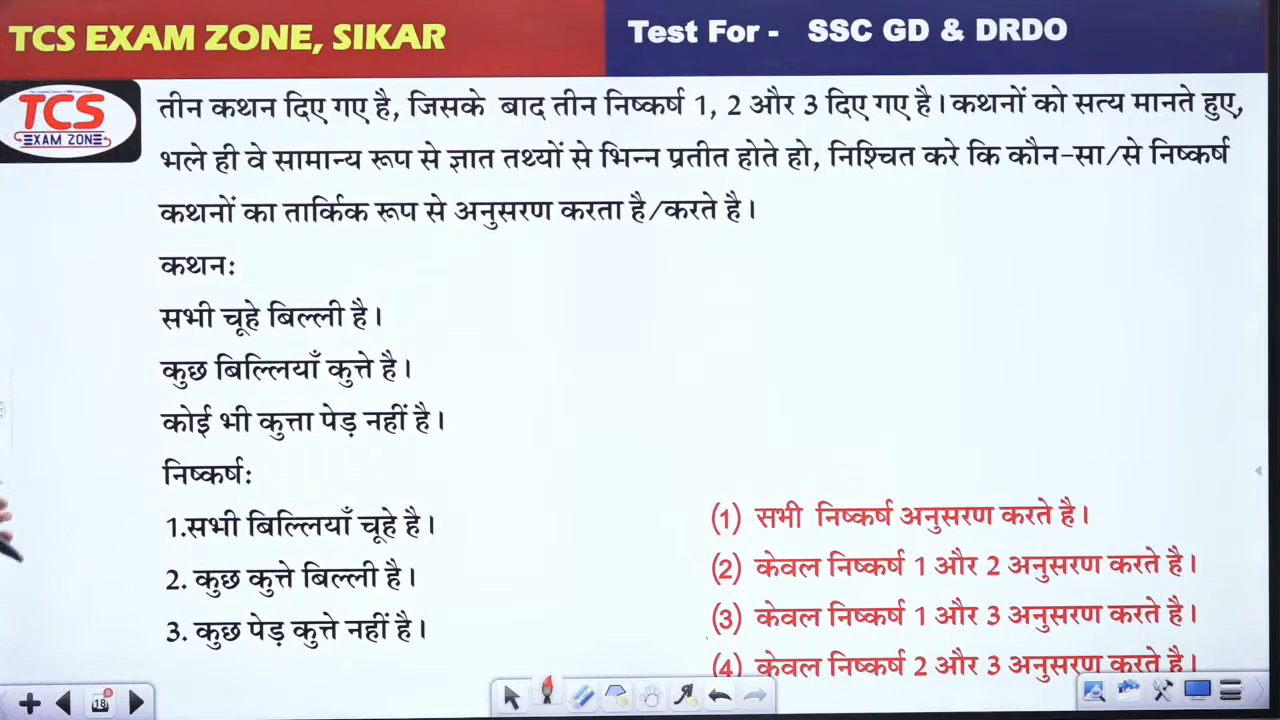 TCS EXAM ZONE, SIKAR
Test For - SSC GD & DRDO
TCS
EXAM ZONE
तीन कथन दिए गए है, जिसके बाद तीन निष्कर्ष 1, 2 और 3 दिए गए है। कथनों को सत्य मानते हुए,
भले ही वे सामान्य रूप से ज्ञात तथ्यों से भिन्न प्रतीत होते हो, निश्चित करे कि कौन-सा/से निष्कर्ष
कथनों का तार्किक रूप से अनुसरण करता है/करते है।
कथनः
सभी चूहे बिल्ली है।
कुछ बिल्लियाँ कुत्ते है।
कोई भी कुत्ता पेड़ नहीं है।
निष्कर्षः
1.सभी बिल्लियाँ चूहे है।
2. कुछ कुत्ते बिल्ली है।
3. कुछ पेड़ कुत्ते नहीं है।
(1) सभी निष्कर्ष अनुसरण करते है।
(2) केवल निष्कर्ष 1 और 2 अनुसरण करते है।
(3) केवल निष्कर्ष 1 और 3 अनुसरण करते है।
(4) केवल निष्कर्ष 2 और 3 अनुसरण करते है।
18